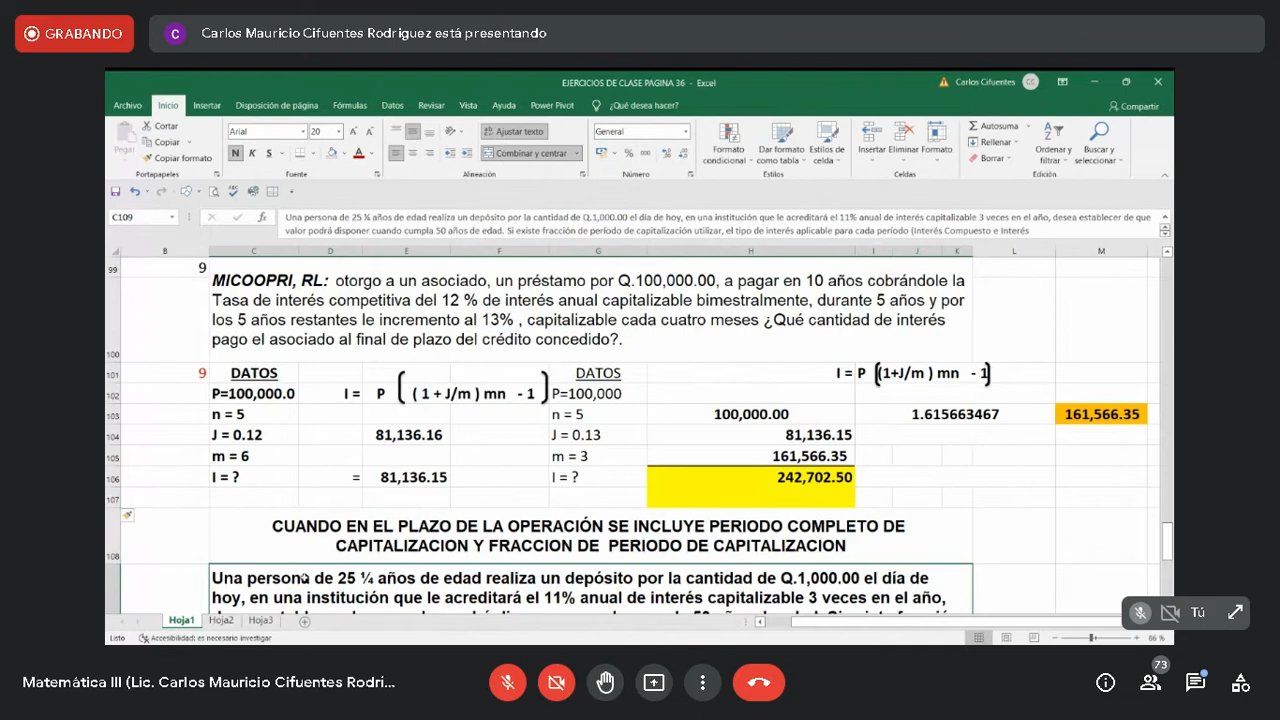 GRABANDO
C Carlos Mauricio Cifuentes Rodriguez está presentando
EJERCICIOS DE CLASE PAGINA 36 - Excel
Carlos Cifuentes CC
Archivo Inicio Insertar Disposición de página Fórmulas Datos Revisar Vista Ayuda Power Pivot ¿Qué desea hacer? Compartir
Pegar
Cortar
Copiar
Copiar formato
Portapapeles
Arial 20
N K S
Fuente
Ajustar texto
Combinar y centrar
Alineación
General
% 000
Número
Formato condicional
Dar formato como tabla
Estilos de celda
Estilos
Insertar Eliminar Formato
Celdas
Autosuma
Rellenar
Borrar
Ordenar y filtrar
Buscar y seleccionar
Edición
C109 fx Una persona de 25 ¼ años de edad realiza un depósito por la cantidad de Q.1,000.00 el día de hoy, en una institución que le acreditará el 11% anual de interés capitalizable 3 veces en el año, desea establecer de que
valor podrá disponer cuando cumpla 50 años de edad. Si existe fracción de período de capitalización utilizar, el tipo de interés aplicable para cada período (Interés Compuesto e Interés
B C D E F G H I J K L M
99 9
MICOOPRI, RL: otorgo a un asociado, un préstamo por Q.100,000.00, a pagar en 10 años cobrándole la
Tasa de interés competitiva del 12 % de interés anual capitalizable bimestralmente, durante 5 años y por
los 5 años restantes le incremento al 13% , capitalizable cada cuatro meses ¿Qué cantidad de interés
100 pago el asociado al final de plazo del crédito concedido?.
101 9 DATOS DATOS I = P (1+J/m ) mn - 1
102 P=100,000.0 I = P ( 1 + J/m ) mn - 1 P=100,000
103 n = 5 n = 5 100,000.00 1.615663467 161,566.35
104 J = 0.12 81,136.16 J = 0.13 81,136.15
105 m = 6 m = 3 161,566.35
106 I = ? = 81,136.15 I = ? 242,702.50
107
CUANDO EN EL PLAZO DE LA OPERACIÓN SE INCLUYE PERIODO COMPLETO DE
108 CAPITALIZACION Y FRACCION DE PERIODO DE CAPITALIZACION
Una persona de 25 ¼ años de edad realiza un depósito por la cantidad de Q.1,000.00 el día de
hoy, en una institución que le acreditará el 11% anual de interés capitalizable 3 veces en el año,
Hoja1 Hoja2 Hoja3
Listo Accesibilidad: es necesario investigar 86 %
Tú
Matemática III (Lic. Carlos Mauricio Cifuentes Rodri...
73